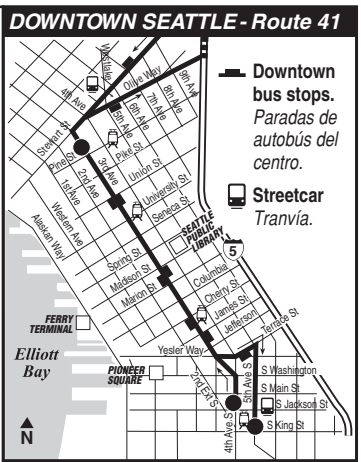 DOWNTOWN SEATTLE - Route 41
Westlake
Olive Way
9th Ave
8th Ave
7th Ave
6th Ave
5th Ave
4th Ave
Stewart St
Pine St
Pike St
3rd Ave
2nd Ave
1st Ave
Union St
Western Ave
University St
Alaskan Way
Seneca St
SEATTLE
PUBLIC
LIBRARY
5
Spring St
Madison St
Marion St
Columbia
Cherry St
James St
Jefferson
Terrace St
FERRY
TERMINAL
Yesler Way
Elliott
Bay
PIONEER
SQUARE
2nd Ext S
5th Ave S
4th Ave S
S Washington
S Main St
S Jackson St
S King St
N
Downtown
bus stops.
Paradas de
autobús del
centro.
Streetcar
Tranvía.